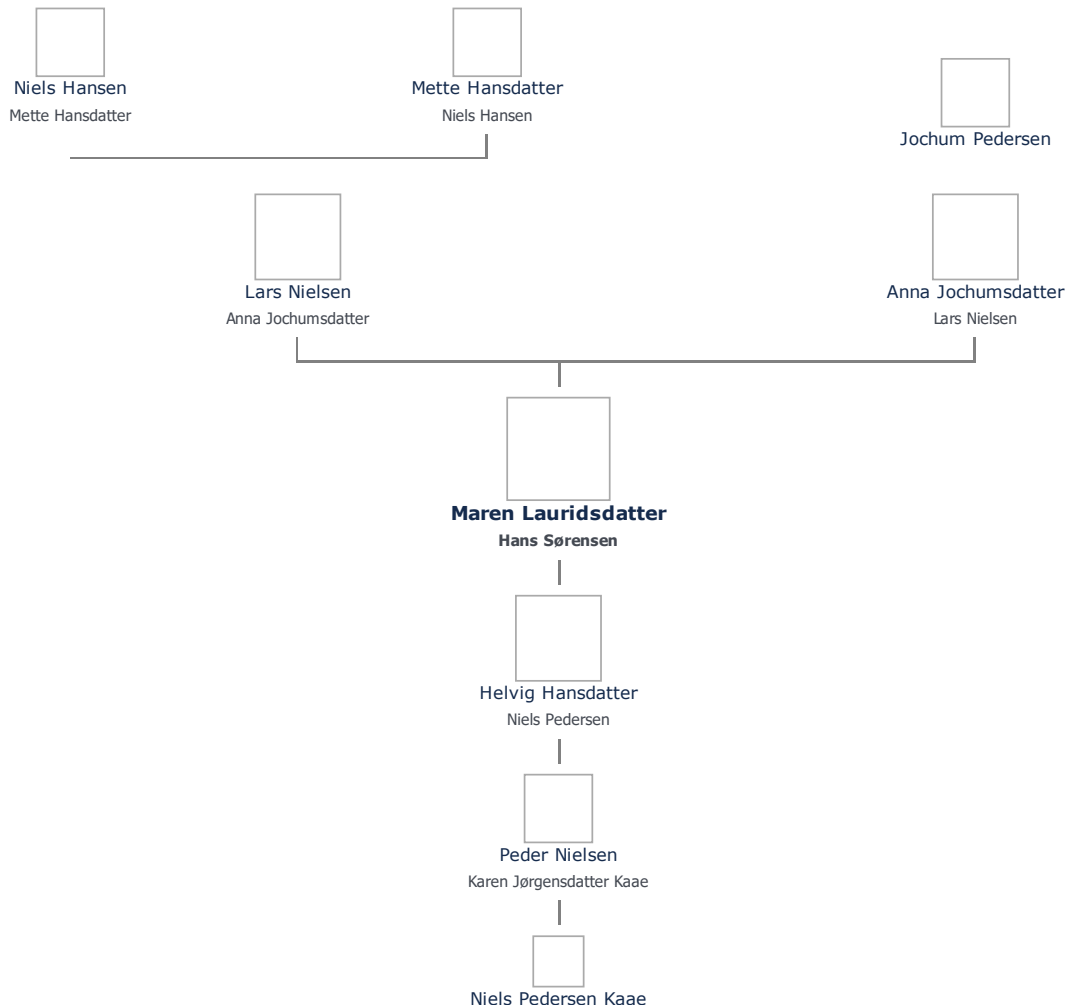 Niels Hansen
Mette Hansdatter
Mette Hansdatter
Niels Hansen
Jochum Pedersen
Lars Nielsen
Anna Jochumsdatter
Anna Jochumsdatter
Lars Nielsen
Maren Lauridsdatter
Hans Sørensen
Helvig Hansdatter
Niels Pedersen
Peder Nielsen
Karen Jørgensdatter Kaae
Niels Pedersen Kaae